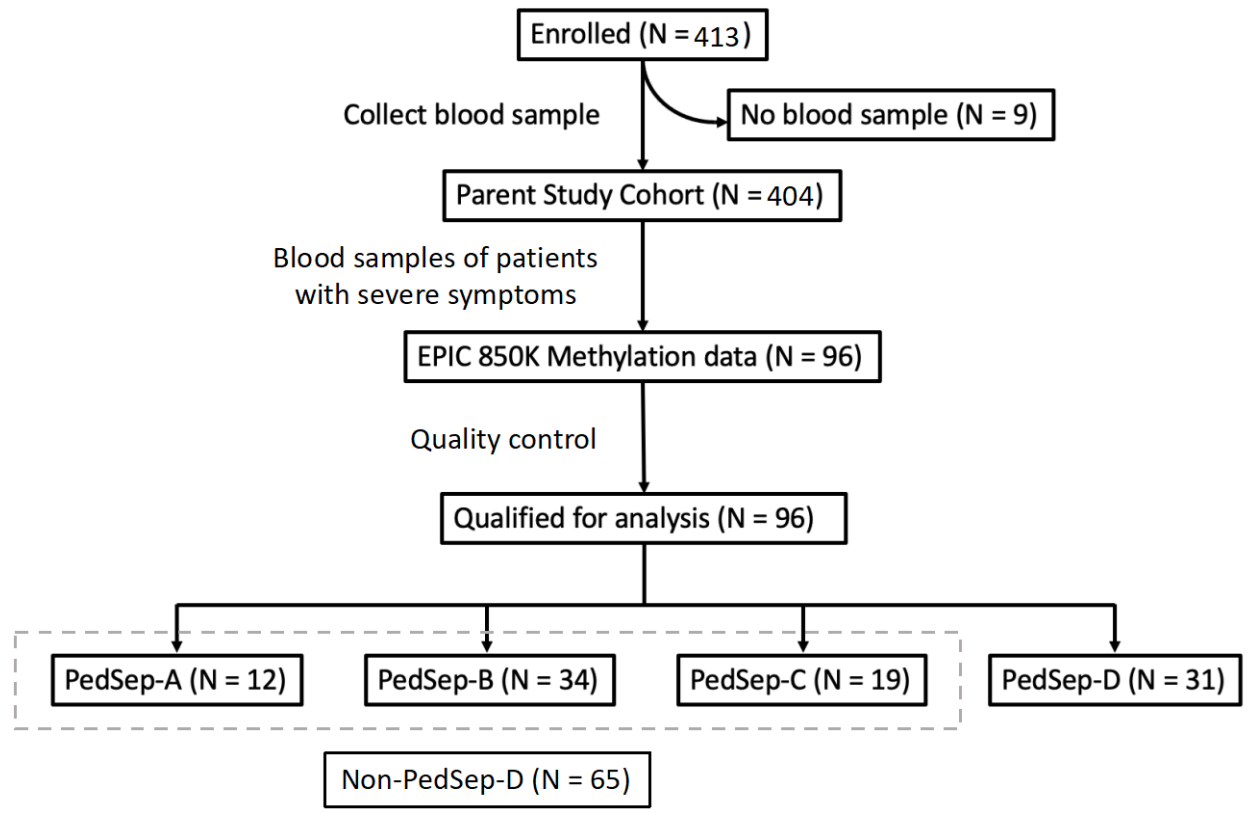 Enrolled (N = 413)
Collect blood sample
No blood sample (N = 9)
Parent Study Cohort (N = 404)
Blood samples of patients
with severe symptoms
EPIC 850K Methylation data (N = 96)
Quality control
Qualified for analysis (N = 96)
PedSep-A (N = 12)
PedSep-B (N = 34)
PedSep-C (N = 19)
PedSep-D (N = 31)
Non-PedSep-D (N = 65)